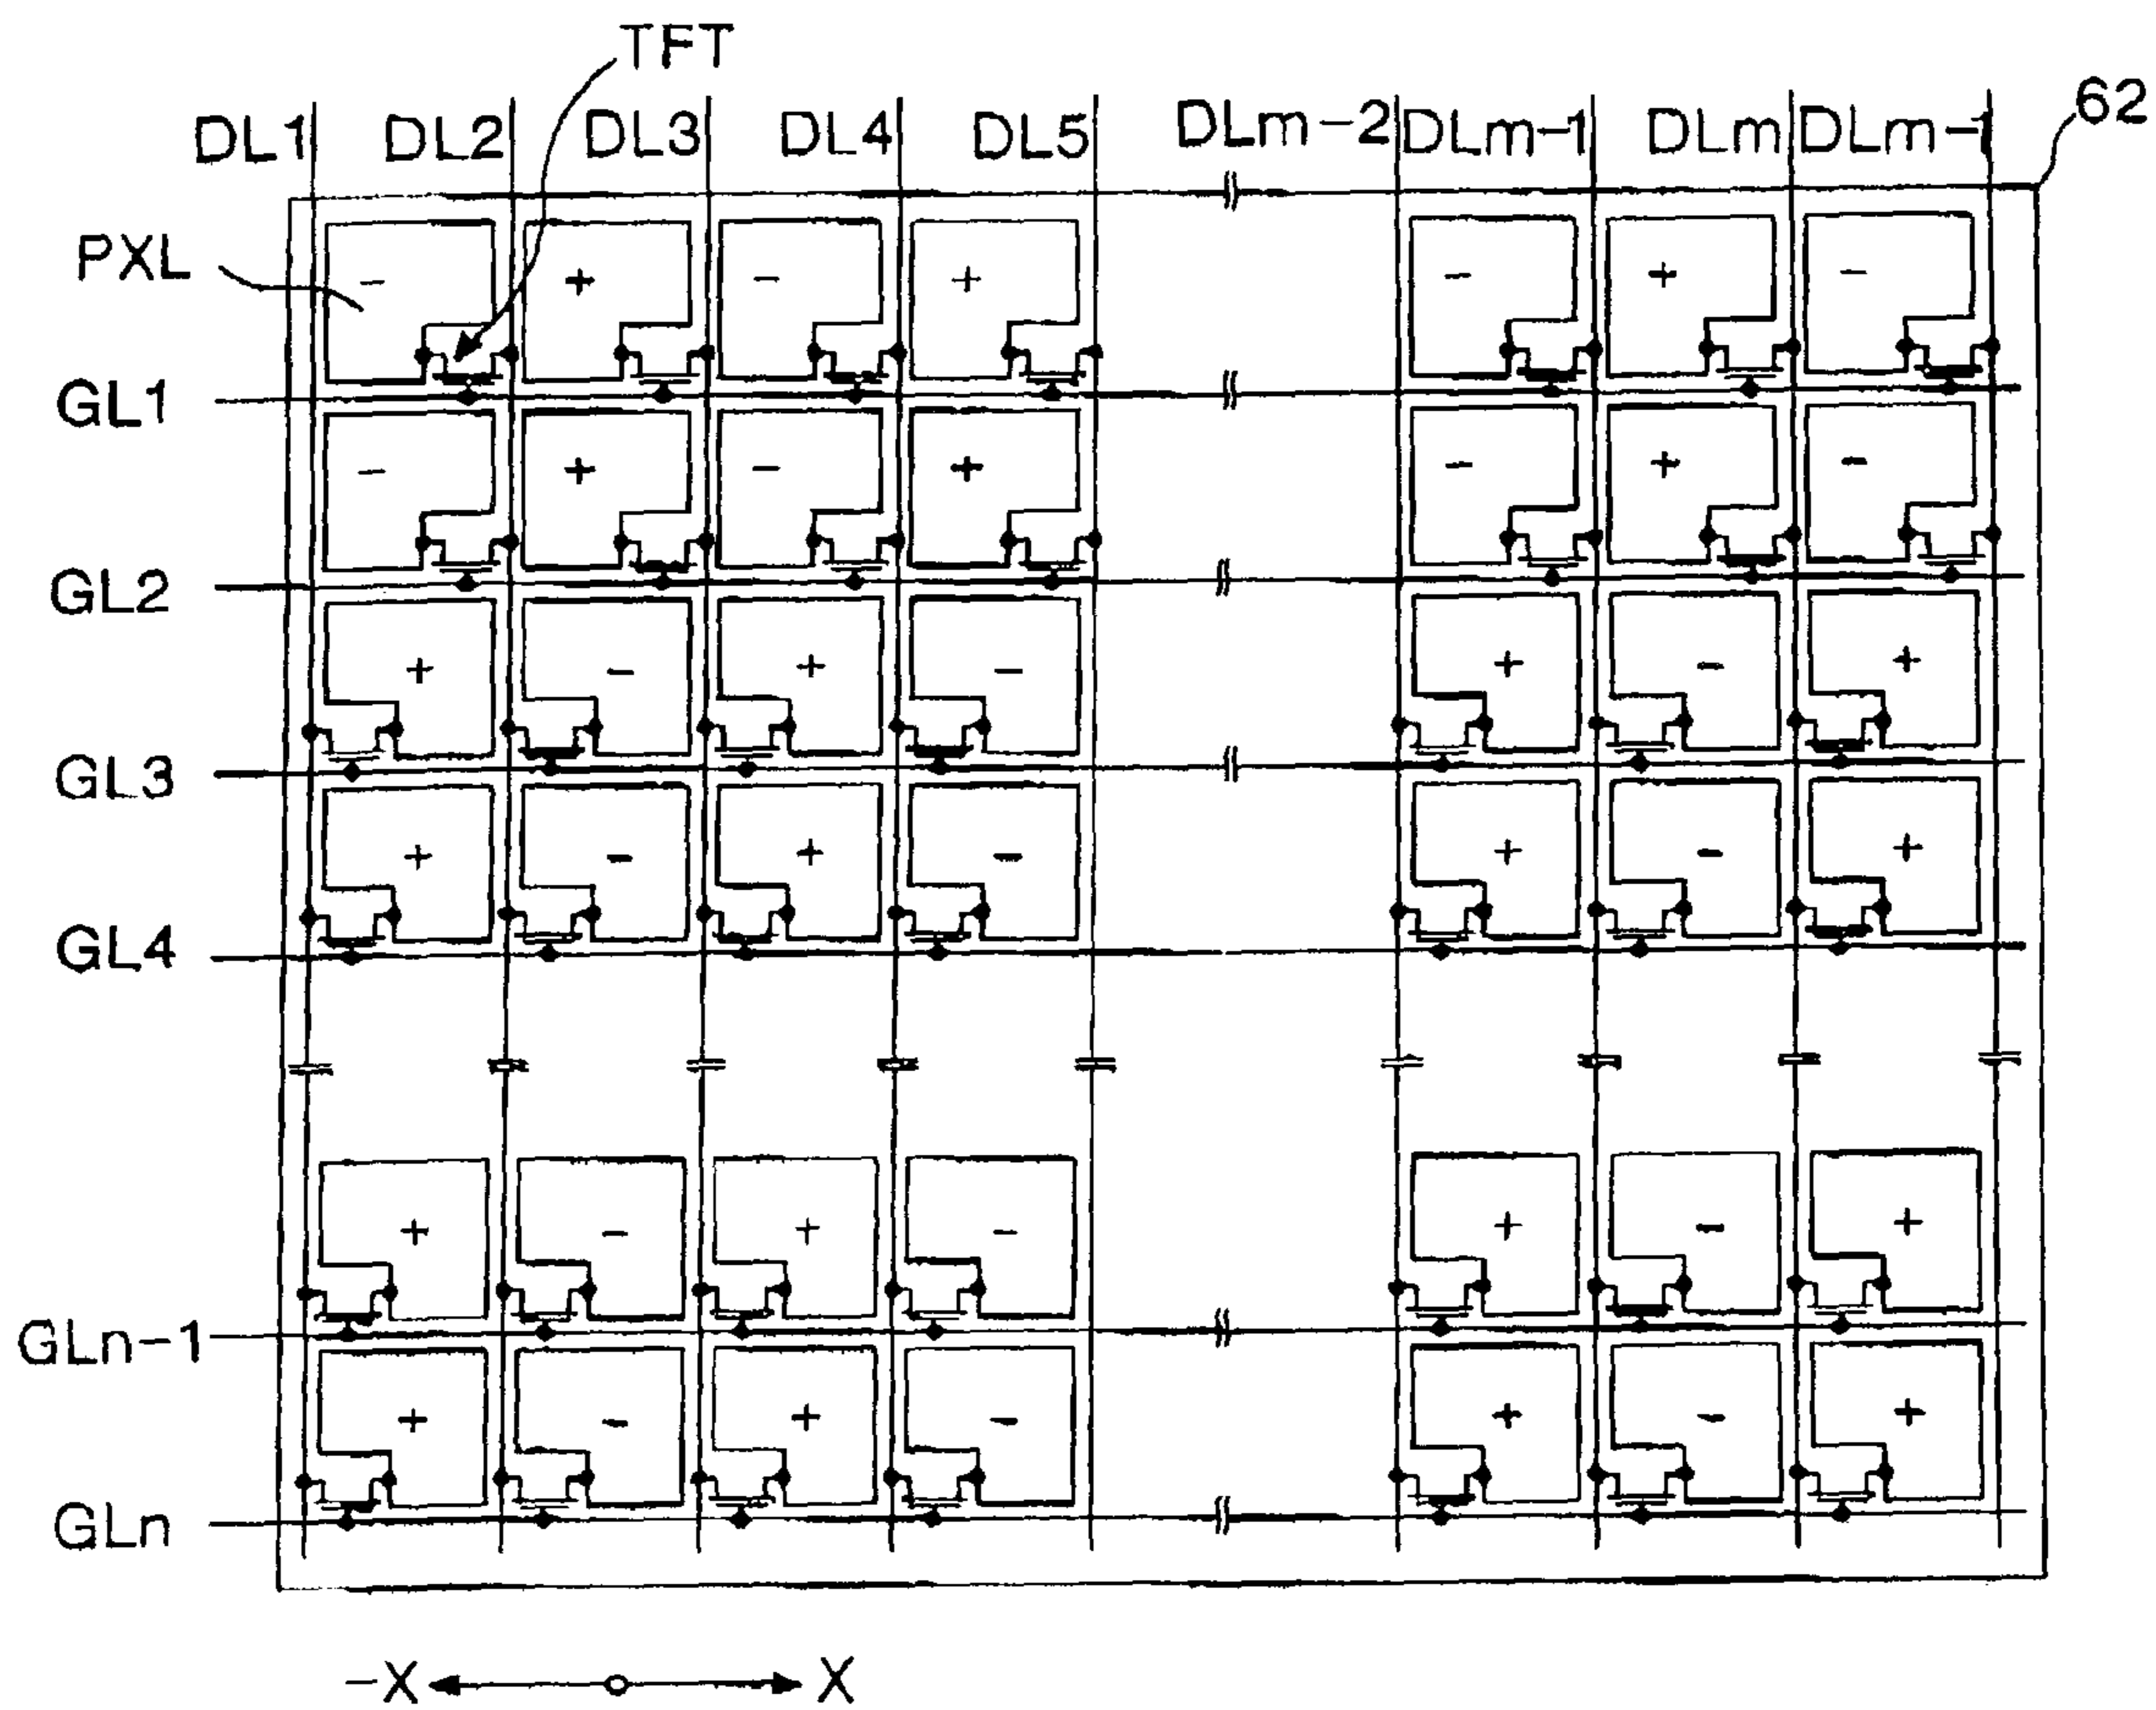 TFT
62
DL1 DL2 DL3 DL4 DL5 DLm-2 DLm-1 DLm DLm-1
PXL
- + - + - + -
GL1
- + - + - + -
GL2
+ - + - + - +
GL3
+ - + - + - +
GL4
+ - + - + - +
GLn-1
+ - + - + - +
GLn
-X X